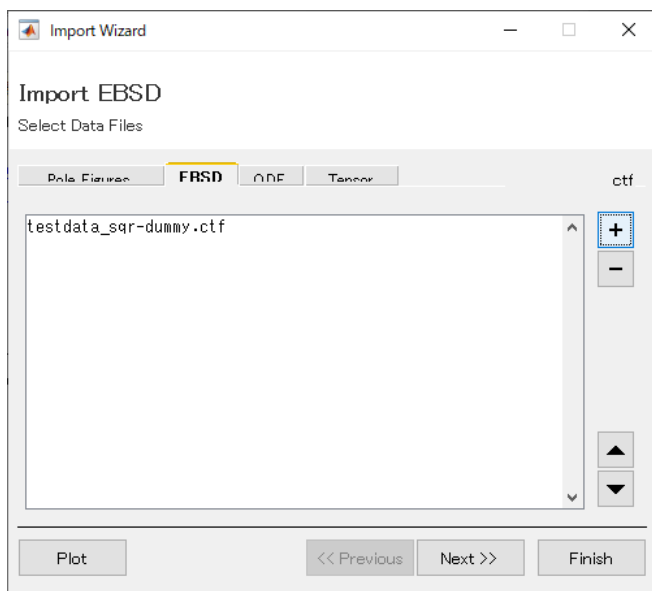 Import Wizard
Import EBSD
Select Data Files
Pole Figures EBSD ODF Tensor ctf
testdata_sqr-dummy.ctf
+
−
Plot << Previous Next >> Finish